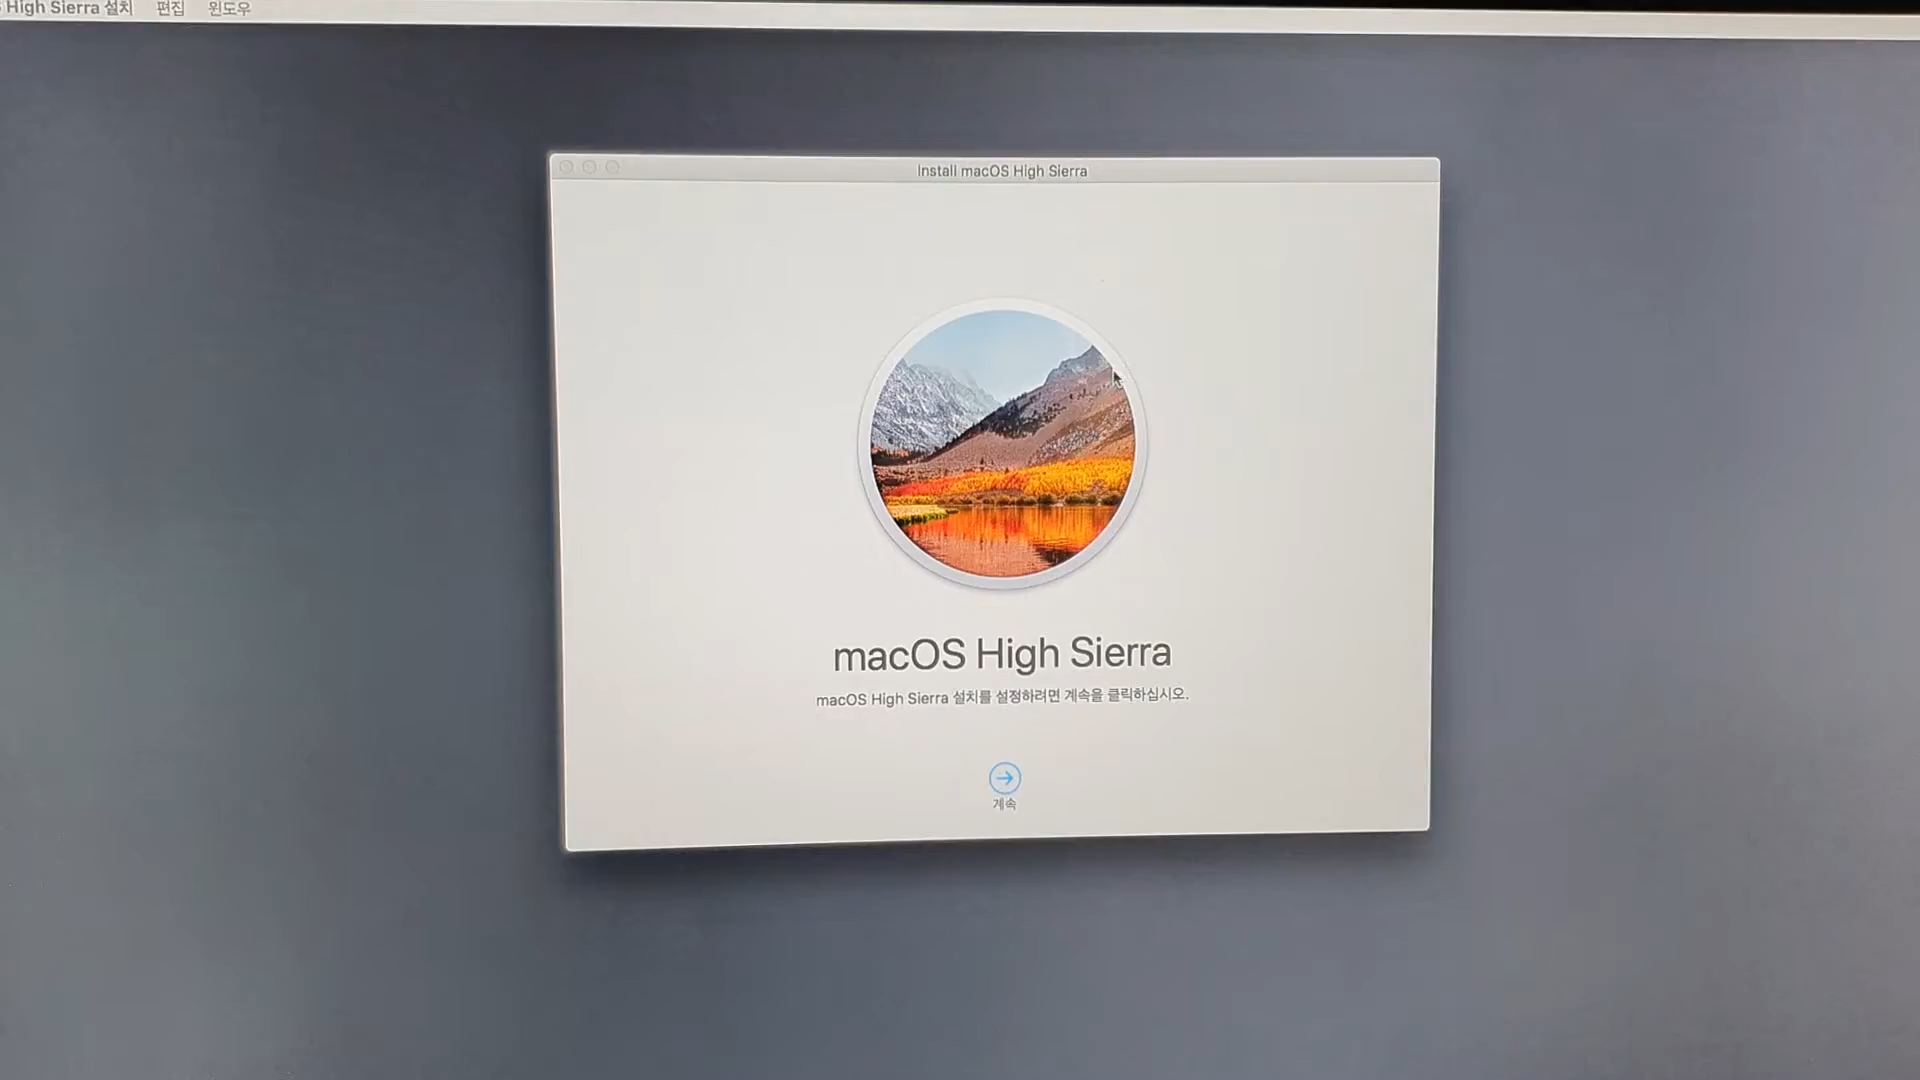 High Sierra 설치 편집 윈도우
Install macOS High Sierra
macOS High Sierra
macOS High Sierra 설치를 설정하려면 계속을 클릭하십시오.
계속